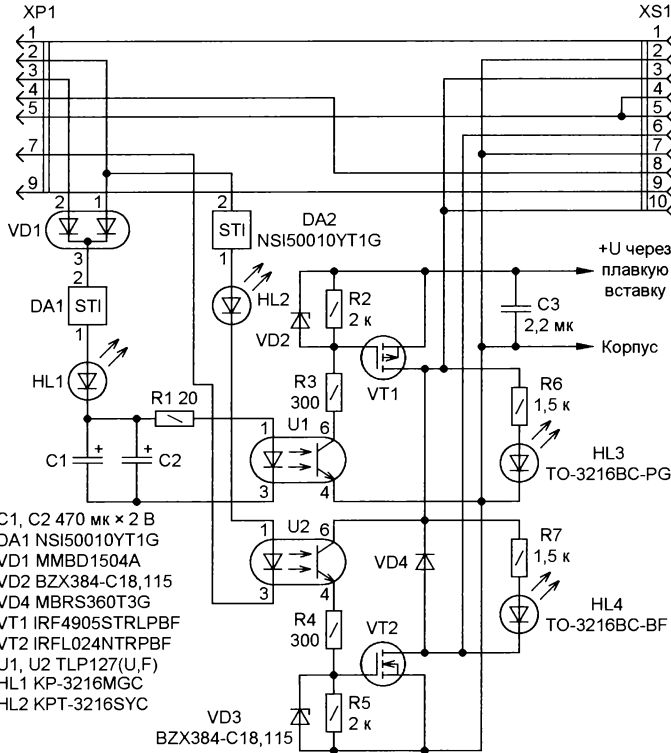 XP1 XS1
1 1
2 2
3 3
4 4
5 5
6
7 7
8
9 9
10
2 1
VD1
3
2
DA1 STI
1
HL1
2
STI
1
DA2
NSI50010YT1G
HL2
VD2
R2
2 к
VT1
R3
300
+U через
плавкую
вставку
C3
2,2 мк
Корпус
R1 20
C1 + C2 +
U1
1 6
3 4
R6
1,5 к
HL3
TO-3216BC-PG
U2
1 6
3 4
VD4
R7
1,5 к
HL4
TO-3216BC-BF
R4
300
VT2
VD3
BZX384-C18,115
R5
2 к
C1, C2 470 мк × 2 В
DA1 NSI50010YT1G
VD1 MMBD1504A
VD2 BZX384-C18,115
VD4 MBRS360T3G
VT1 IRF4905STRLPBF
VT2 IRFL024NTRPBF
U1, U2 TLP127(U,F)
HL1 KP-3216MGC
HL2 KPT-3216SYC